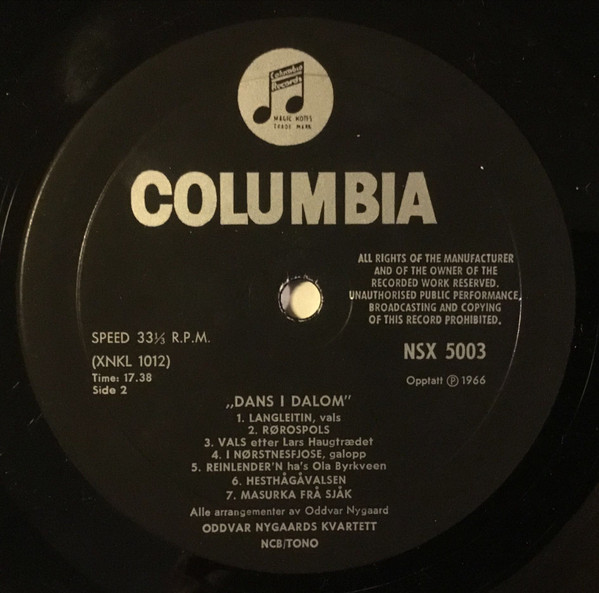 Columbia
Records
MAGIC NOTES
TRADE MARK
COLUMBIA
ALL RIGHTS OF THE MANUFACTURER
AND OF THE OWNER OF THE
RECORDED WORK RESERVED.
UNAUTHORISED PUBLIC PERFORMANCE,
BROADCASTING AND COPYING
OF THIS RECORD PROHIBITED.
SPEED 33⅓ R.P.M.
(XNKL 1012)
Time: 17.38
Side 2
NSX 5003
Opptatt Ⓟ 1966
„DANS I DALOM”
1. LANGLEITIN, vals
2. RØROSPOLS
3. VALS etter Lars Haugtrædet
4. I NØRSTNESFJOSE, galopp
5. REINLENDER'N ha's Ola Byrkveen
6. HESTHÅGÅVALSEN
7. MASURKA FRÅ SJÅK
Alle arrangementer av Oddvar Nygaard
ODDVAR NYGAARDS KVARTETT
NCB/TONO